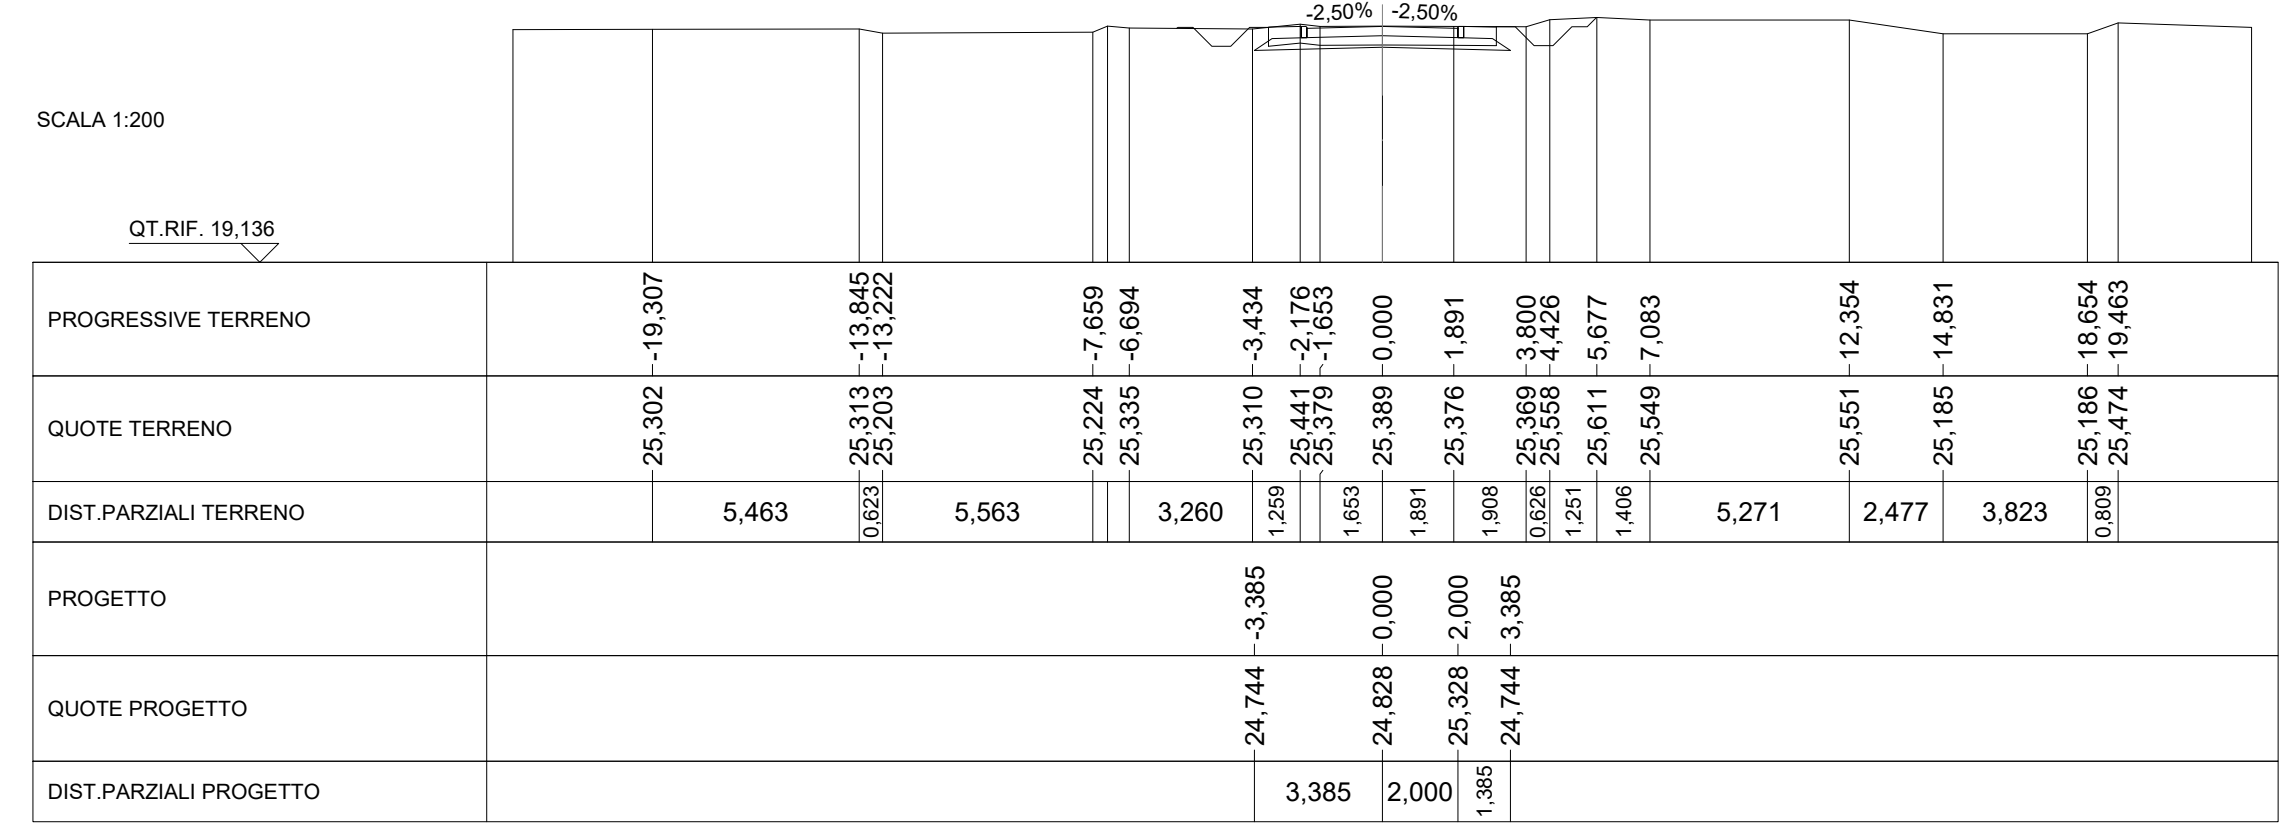 -2,50% -2,50%
SCALA 1:200
QT.RIF. 19,136
PROGRESSIVE TERRENO -19,307 -13,845 -13,222 -7,659 -6,694 -3,434 -2,176 -1,653 0,000 1,891 3,800 4,426 5,677 7,083 12,354 14,831 18,654 19,463
QUOTE TERRENO 25,302 25,313 25,203 25,224 25,335 25,310 25,441 25,379 25,389 25,376 25,369 25,558 25,611 25,549 25,551 25,185 25,186 25,474
DIST.PARZIALI TERRENO 5,463 0,623 5,563 3,260 1,259 1,653 1,891 1,908 0,626 1,251 1,406 5,271 2,477 3,823 0,809
PROGETTO -3,385 0,000 2,000 3,385
QUOTE PROGETTO 24,744 24,828 25,328 24,744
DIST.PARZIALI PROGETTO 3,385 2,000 1,385